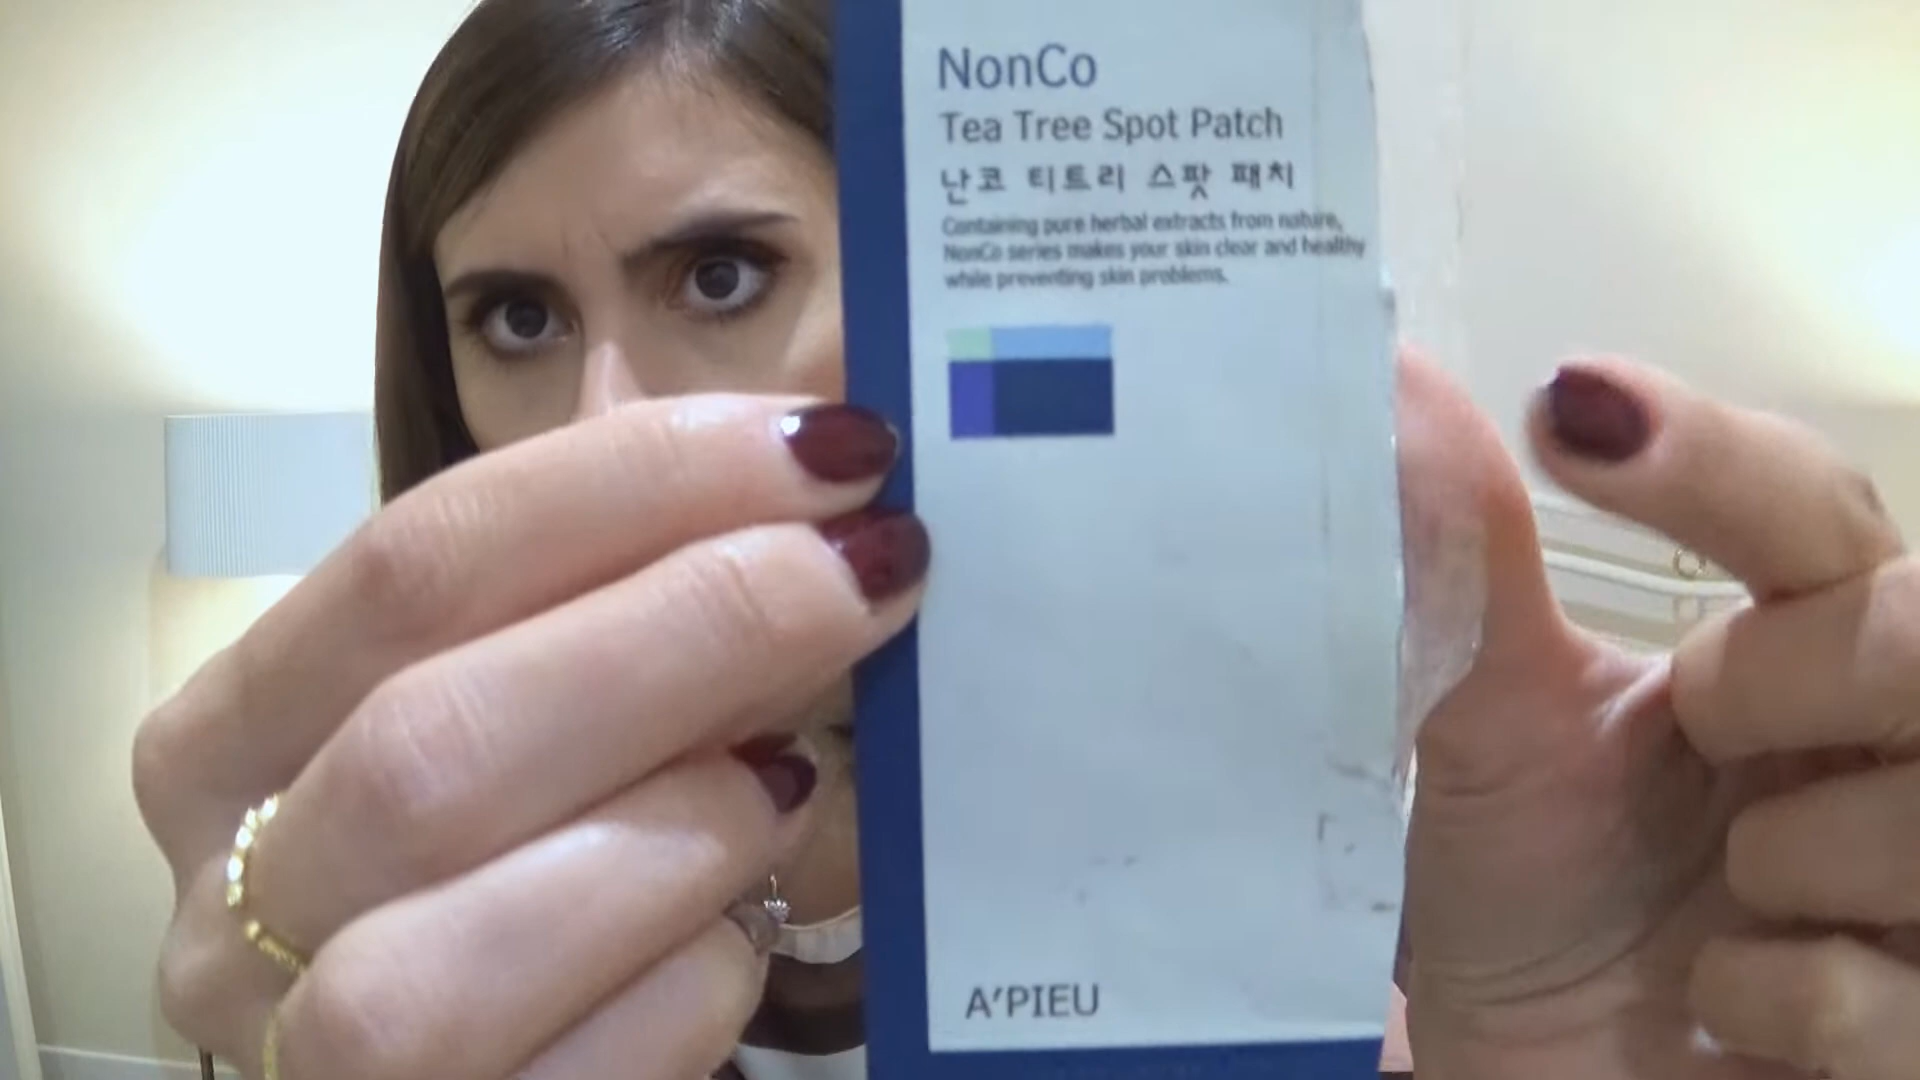 NonCo
Tea Tree Spot Patch
난코 티트리 스팟 패치
Containing pure herbal extracts from nature,
NonCo series makes your skin clear and healthy
while preventing skin problems.
A'PIEU